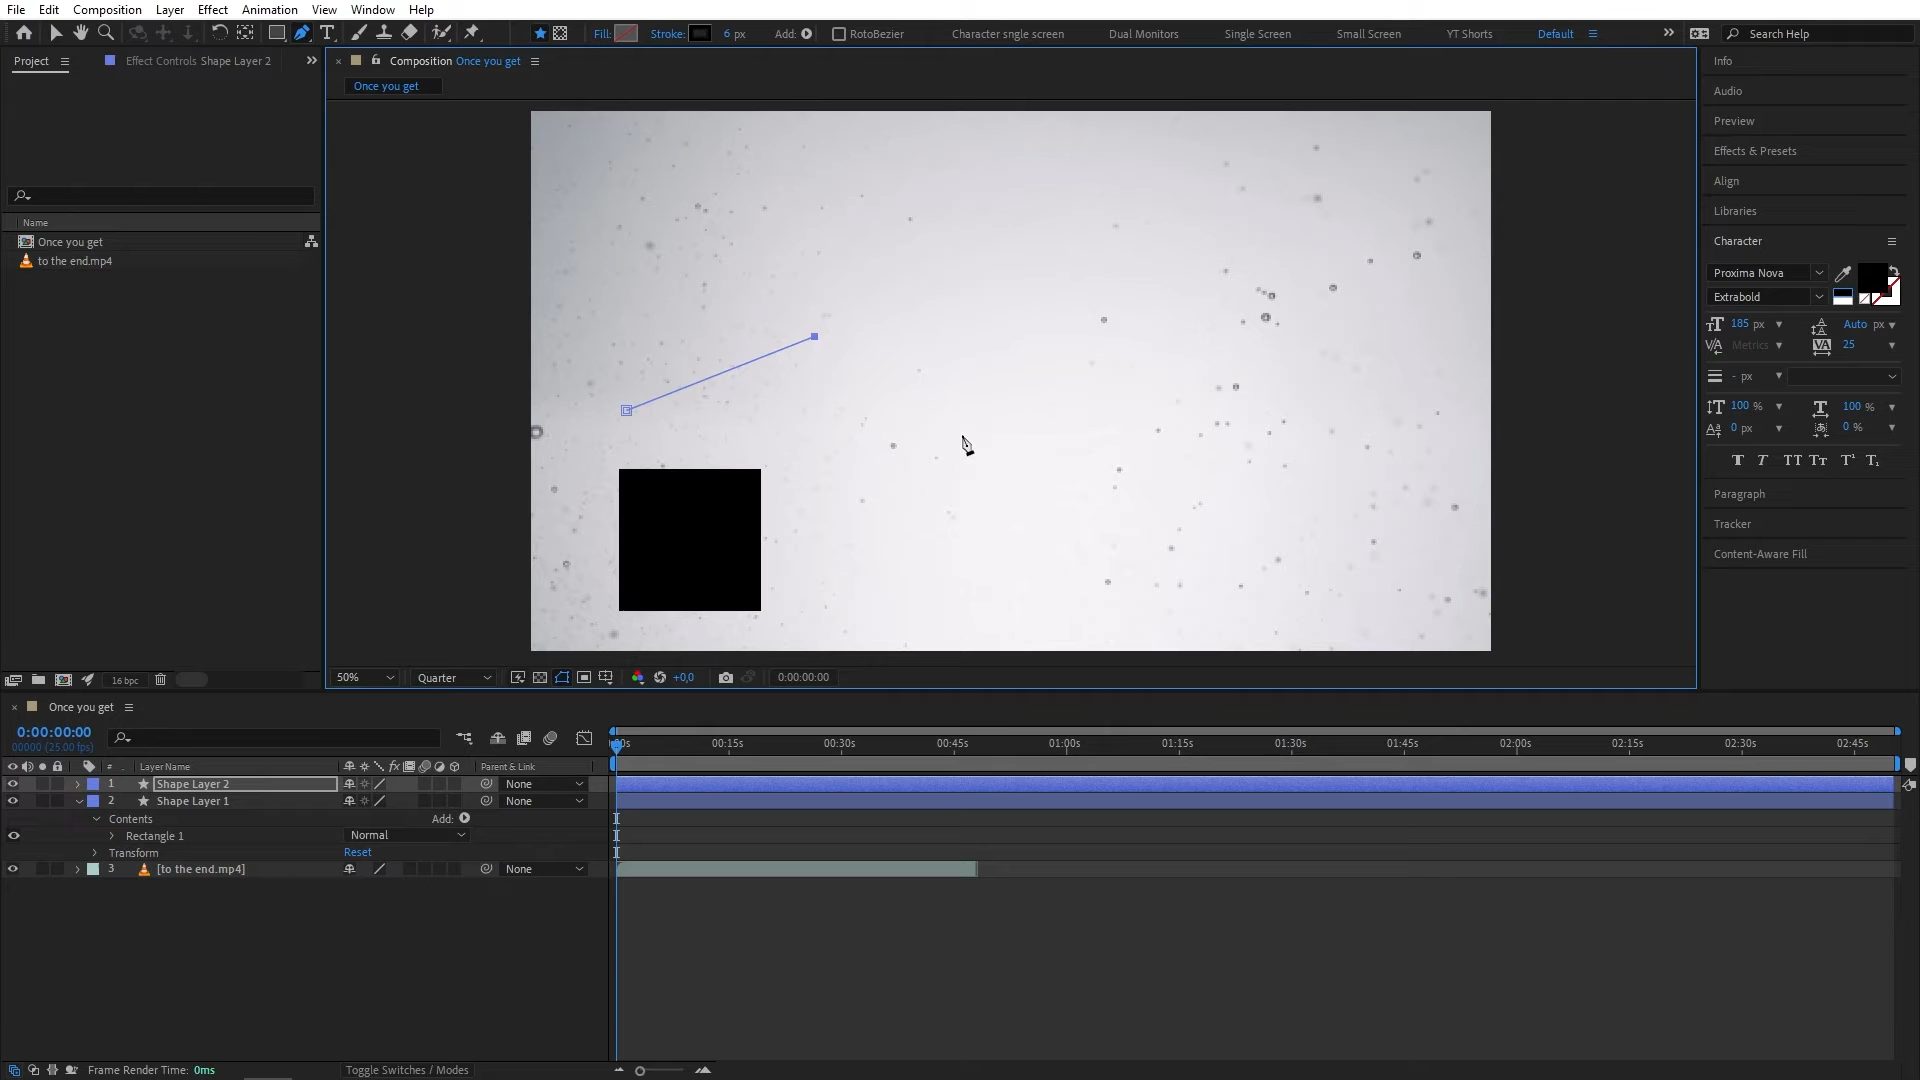 File Edit Composition Layer Effect Animation View Window Help
Fill: Stroke: 6 px Add: RotoBezier Character sngle screen Dual Monitors Single Screen Small Screen YT Shorts Default Search Help
Project Effect Controls Shape Layer 2
Composition Once you get
Once you get
Name
Once you get
to the end.mp4
16 bpc
50% Quarter +0,0 0:00:00:00
Info
Audio
Preview
Effects & Presets
Align
Libraries
Character
Proxima Nova
Extrabold
185 px Auto px
Metrics 25
- px
100 % 100 %
0 px 0 %
T T TT Tt T¹ T₁
Paragraph
Tracker
Content-Aware Fill
Once you get
0:00:00:00
00000 (25.00 fps)
00:15s 00:30s 00:45s 01:00s 01:15s 01:30s 01:45s 02:00s 02:15s 02:30s 02:45s
# Layer Name Parent & Link
1 Shape Layer 2 None
2 Shape Layer 1 None
Contents Add:
Rectangle 1 Normal
Transform Reset
3 [to the end.mp4] None
Frame Render Time: 0ms Toggle Switches / Modes